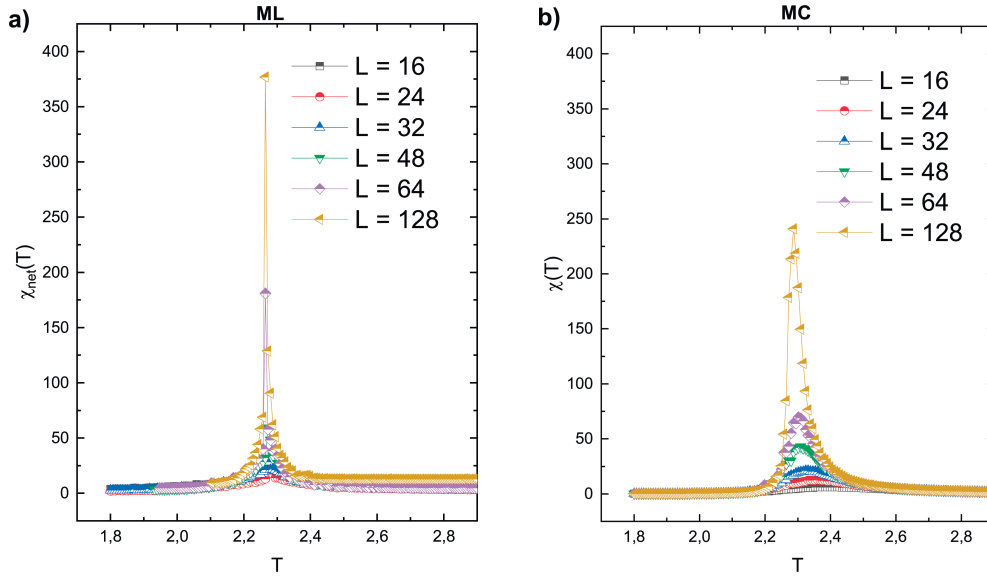 a)
ML
χnet(T)
400
350
300
250
200
150
100
50
0
1,8 2,0 2,2 2,4 2,6 2,8
T
L = 16
L = 24
L = 32
L = 48
L = 64
L = 128
b)
MC
χ(T)
400
350
300
250
200
150
100
50
0
1,8 2,0 2,2 2,4 2,6 2,8
T
L = 16
L = 24
L = 32
L = 48
L = 64
L = 128